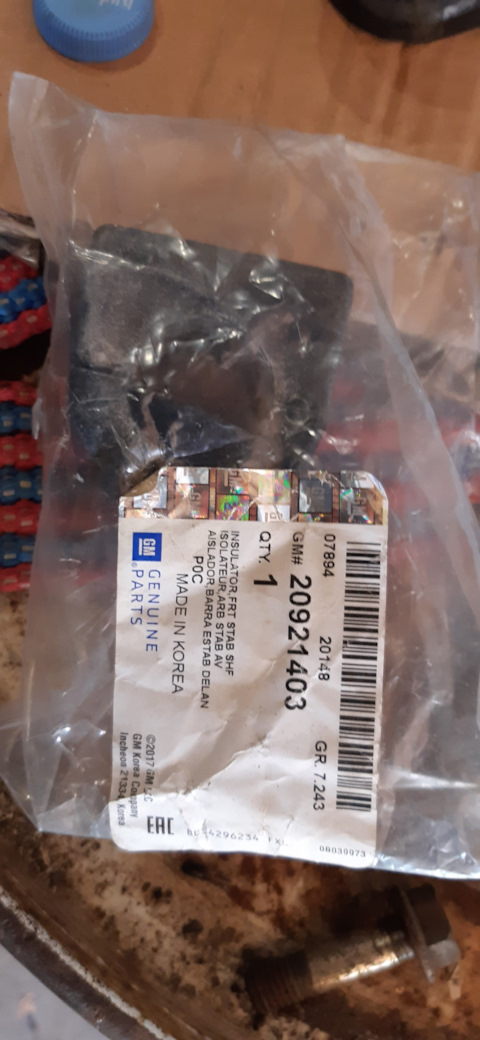 07894 20148 GR. 7.243
GM# 20921403
QTY. 1
INSULATOR,FRT STAB SHF
ISOLATEUR,ARB STAB AV
AISLADOR,BARRA ESTAB DELAN
P0C
MADE IN KOREA
GM
GENUINE
PARTS
©2017 GM LLC
GM Korea Company
Incheon 21334, Korea
EAC
08039973